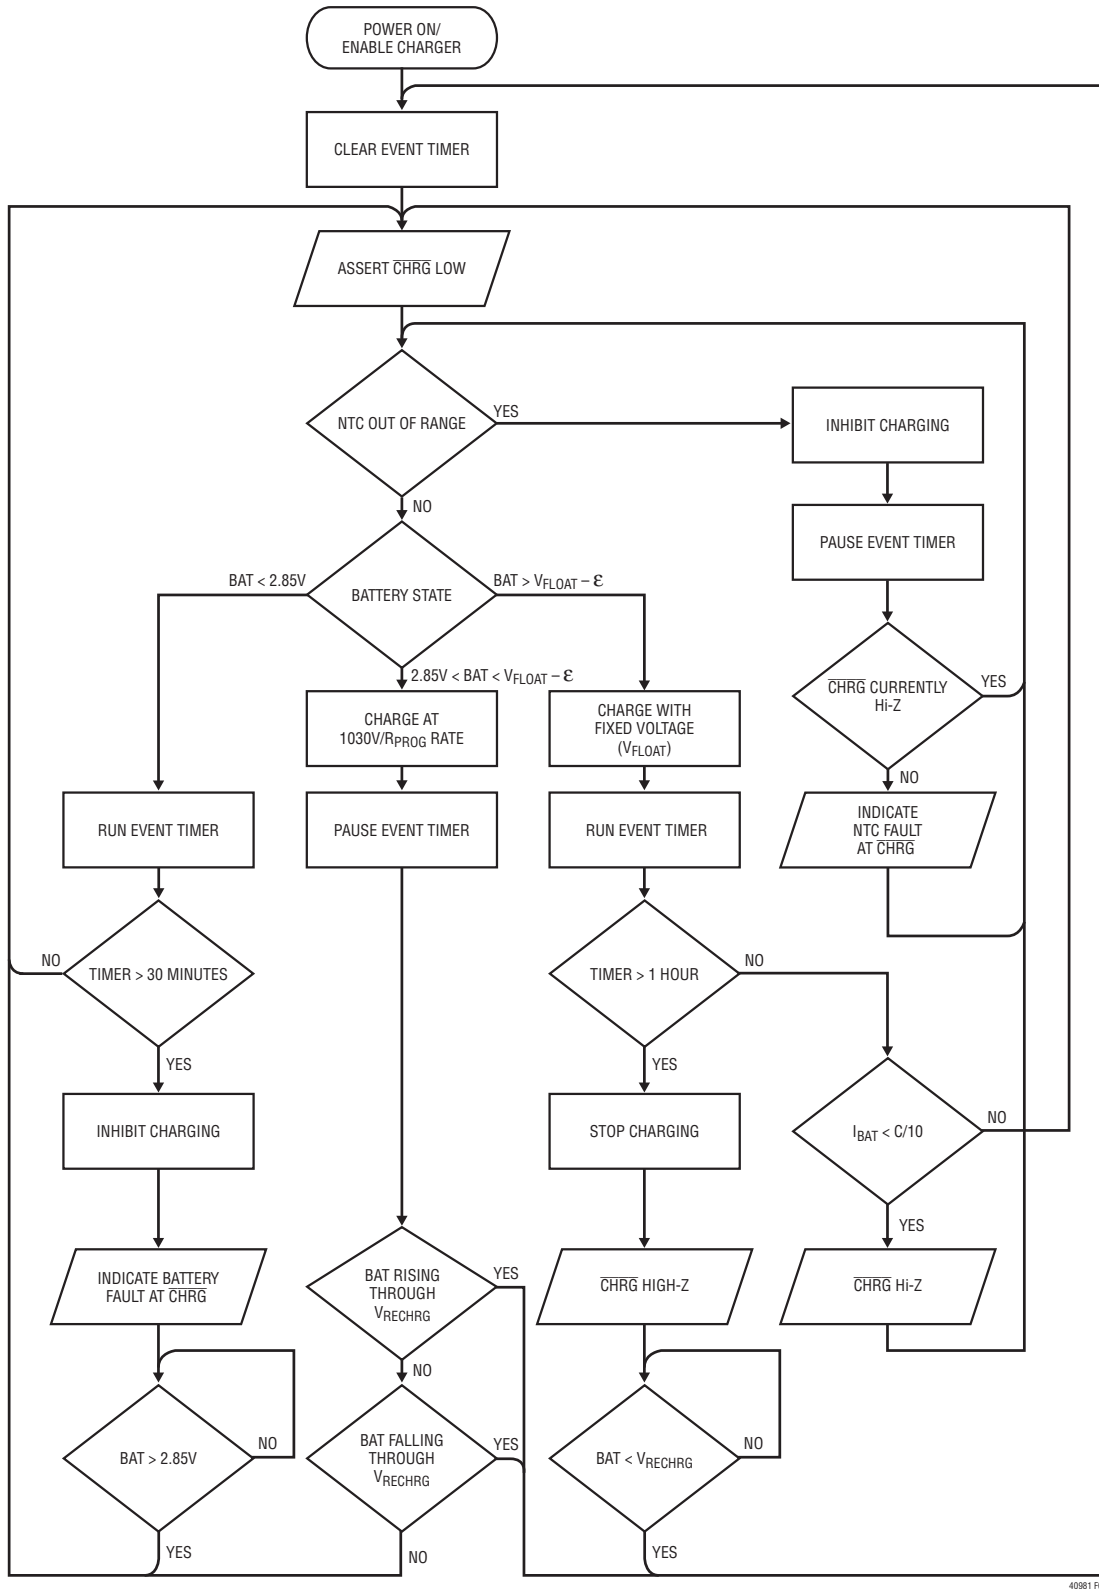 POWER ON/
ENABLE CHARGER
CLEAR EVENT TIMER
ASSERT CHRG LOW
NTC OUT OF RANGE
YES
INHIBIT CHARGING
NO
PAUSE EVENT TIMER
BAT < 2.85V
BATTERY STATE
BAT > VFLOAT – ε
2.85V < BAT < VFLOAT – ε
CHRG CURRENTLY
Hi-Z
YES
NO
CHARGE AT
1030V/RPROG RATE
CHARGE WITH
FIXED VOLTAGE
(VFLOAT)
RUN EVENT TIMER
PAUSE EVENT TIMER
RUN EVENT TIMER
INDICATE
NTC FAULT
AT CHRG
NO
TIMER > 30 MINUTES
YES
TIMER > 1 HOUR
NO
YES
INHIBIT CHARGING
STOP CHARGING
IBAT < C/10
NO
YES
INDICATE BATTERY
FAULT AT CHRG
BAT RISING
THROUGH
VRECHRG
YES
NO
CHRG HIGH-Z
CHRG Hi-Z
BAT > 2.85V
NO
YES
BAT FALLING
THROUGH
VRECHRG
YES
NO
BAT < VRECHRG
NO
YES